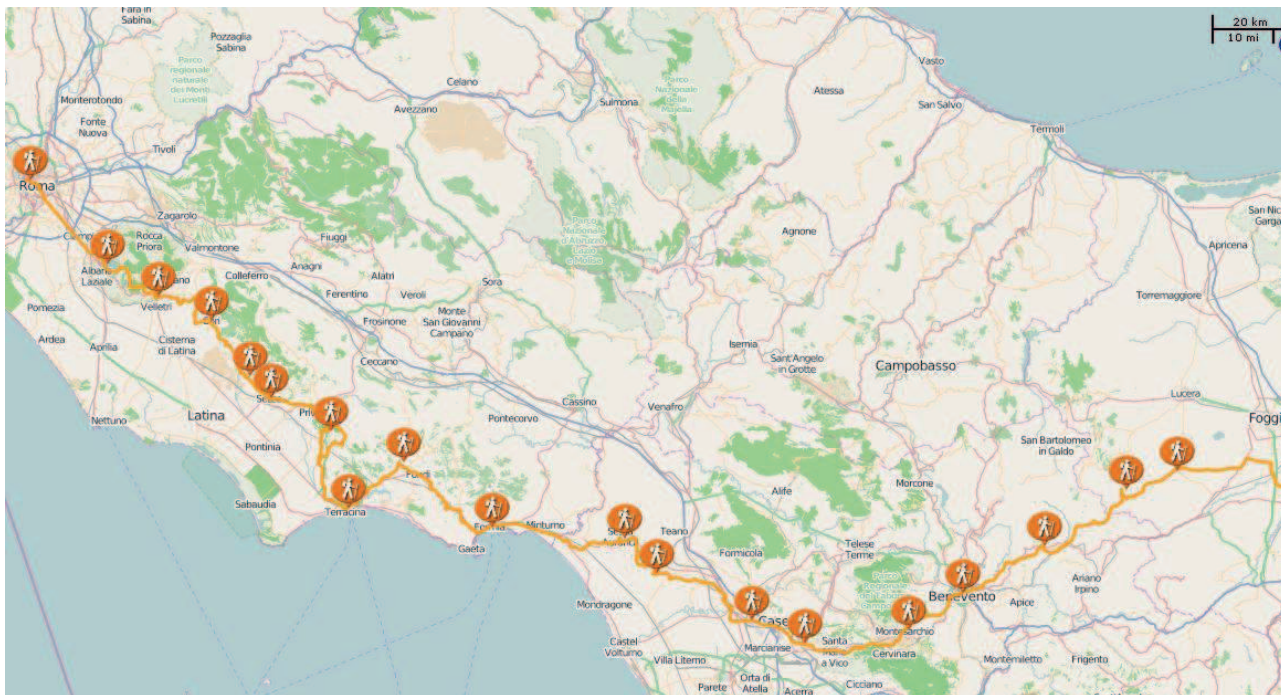 Fara in
Sabina
Pozzaglia
Sabina
Parco
regionale
naturale
dei Monti
Lucretili
Monterotondo
Fonte
Nuova
Tivoli
Celano
Avezzano
Sulmona
Parco
Nazionale
della
Majella
Atessa
Vasto
San Salvo
Termoli
20 km
10 mi
Roma
Zagarolo
Rocca
Priora
Valmontone
Fiuggi
Anagni
Alatri
Colleferro
Ferentino
Veroli
Sora
Parco
Nazionale
d'Abruzzo
Lazio
e Molise
Agnone
San Nic
Garga
Apricena
Torremaggiore
Albano
Laziale
Velletri
Pomezia
Ardea
Aprilia
Cisterna
di Latina
Frosinone
Monte
San Giovanni
Campano
Ceccano
Isernia
Sant'Angelo
in Grotte
Campobasso
Lucera
Foggi
Nettuno
Latina
Pontinia
Sabaudia
Terracina
Pontecorvo
Cassino
Venafro
San Bartolomeo
in Galdo
Morcone
Alife
Gaeta
Minturno
Teano
Formicola
Telese
Terme
Mondragone
Castel
Volturno
Villa Literno
Parete
Marcianise
Orta di
Atella
Acerra
Santa
a Vico
Cicciano
Cervinara
Montesarchio
Benevento
Apice
Ariano
Irpino
Montemiletto
Frigento